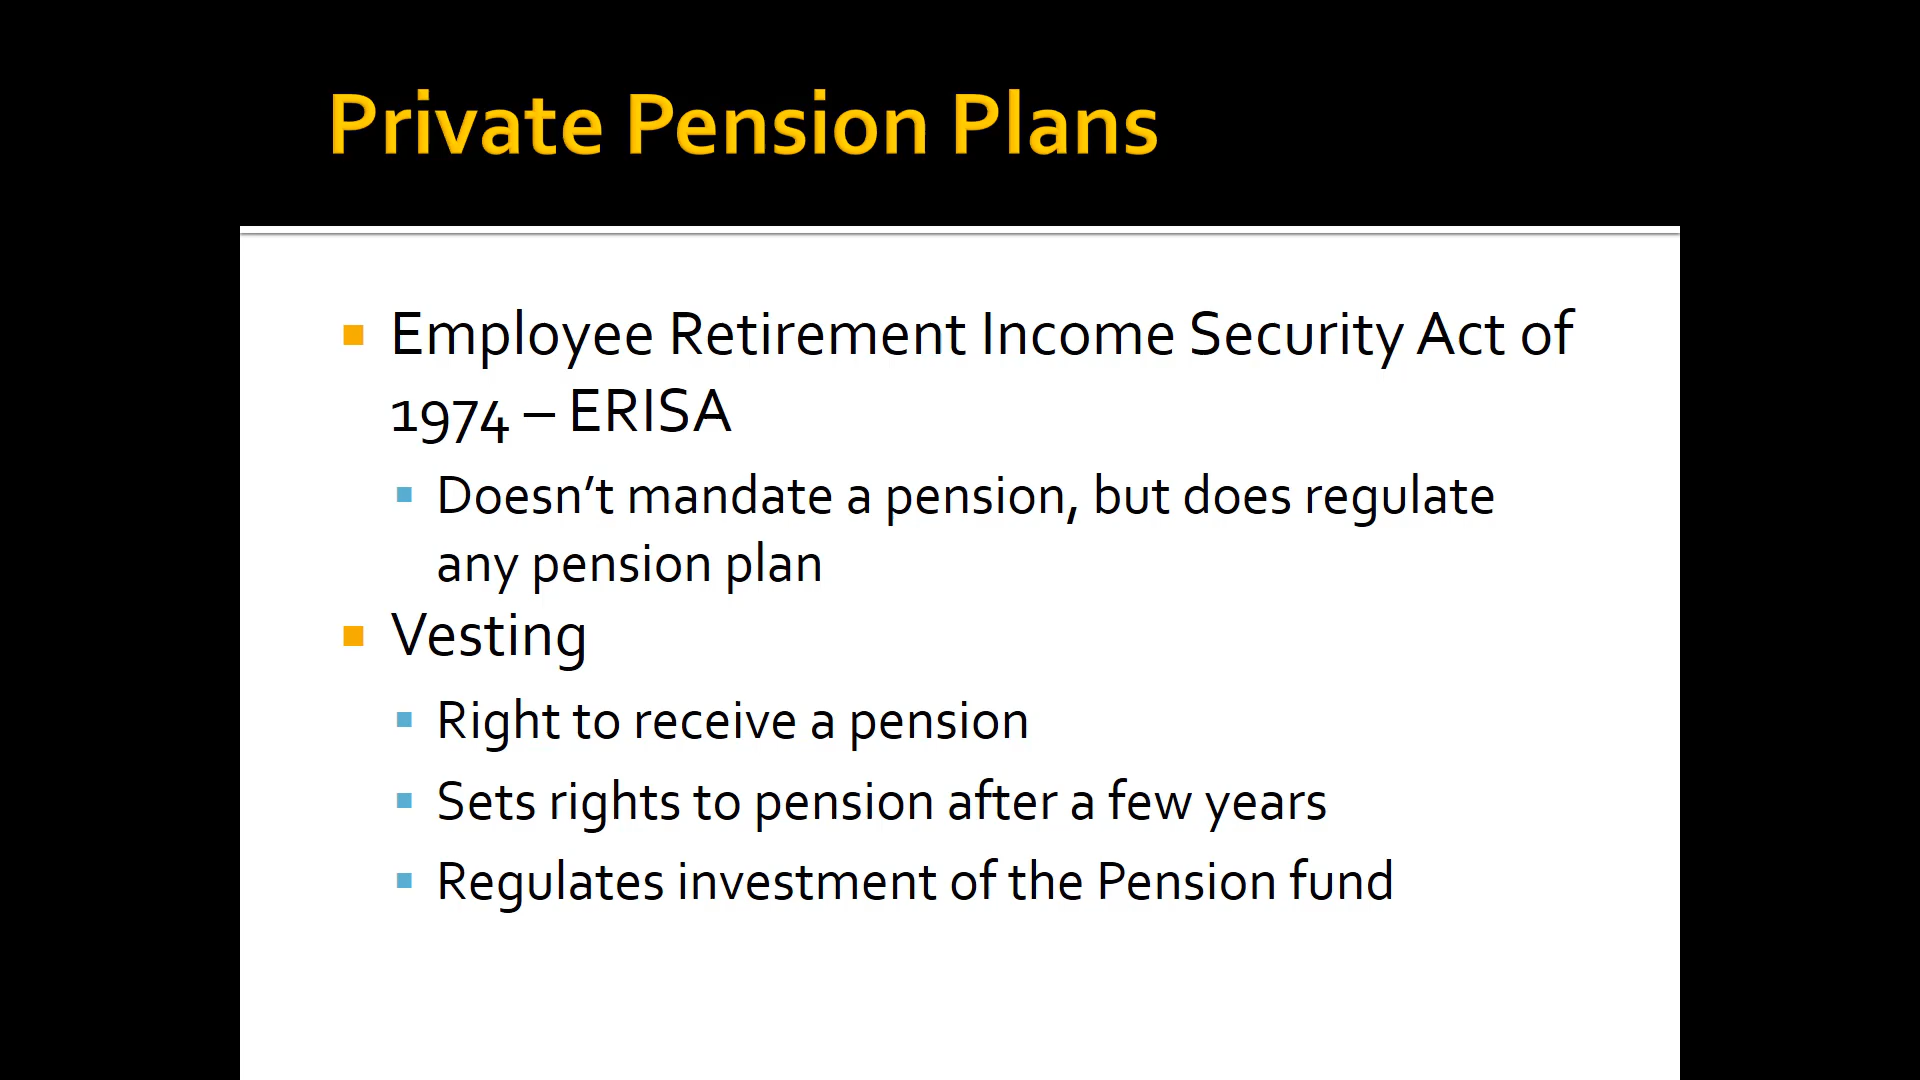 Private Pension Plans
Employee Retirement Income Security Act of
1974 – ERISA
Doesn’t mandate a pension, but does regulate
any pension plan
Vesting
Right to receive a pension
Sets rights to pension after a few years
Regulates investment of the Pension fund